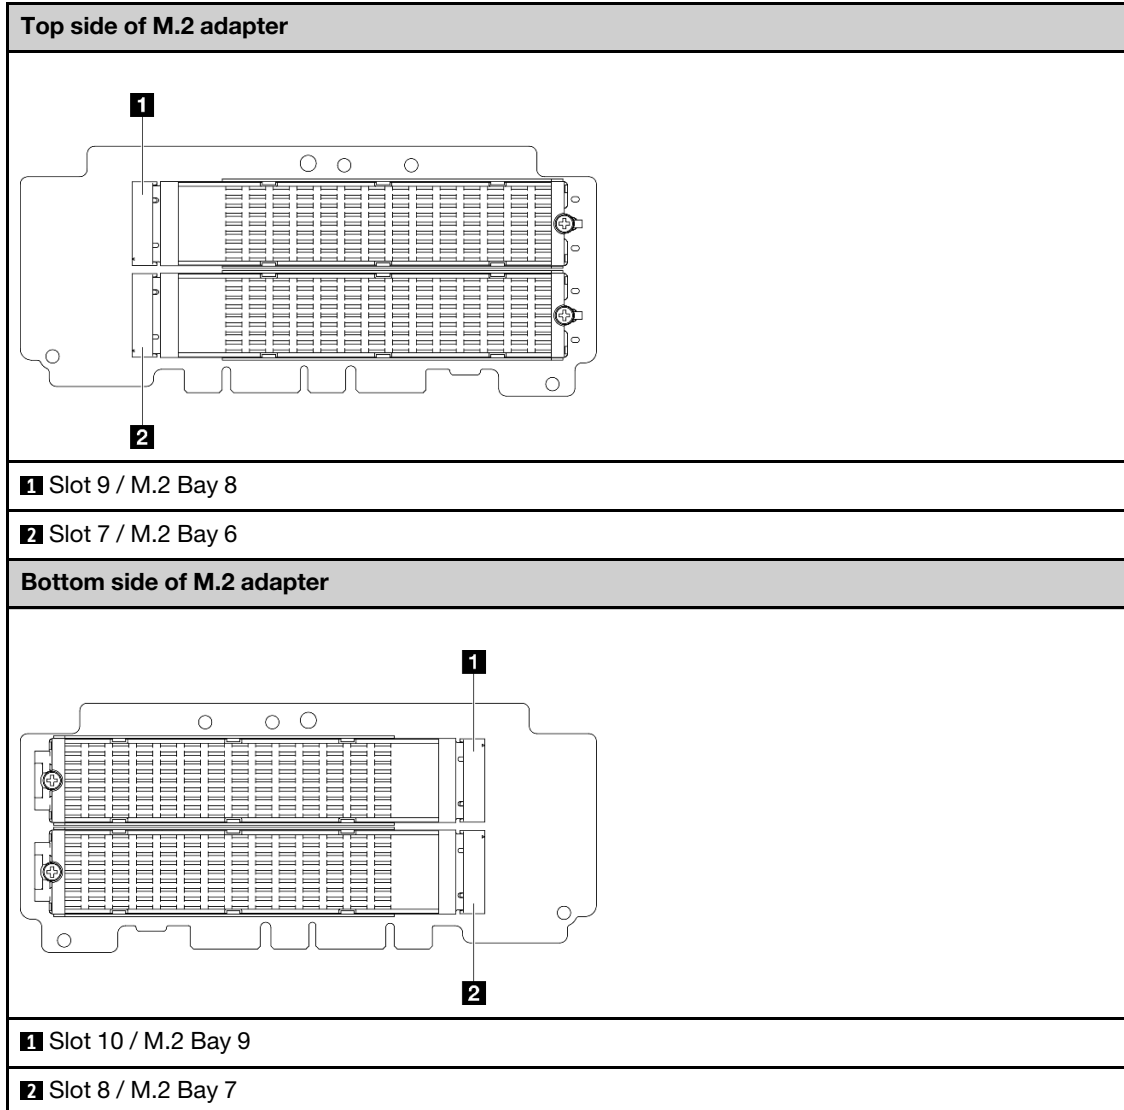 Top side of M.2 adapter
1
2
1 Slot 9 / M.2 Bay 8
2 Slot 7 / M.2 Bay 6
Bottom side of M.2 adapter
1
2
1 Slot 10 / M.2 Bay 9
2 Slot 8 / M.2 Bay 7